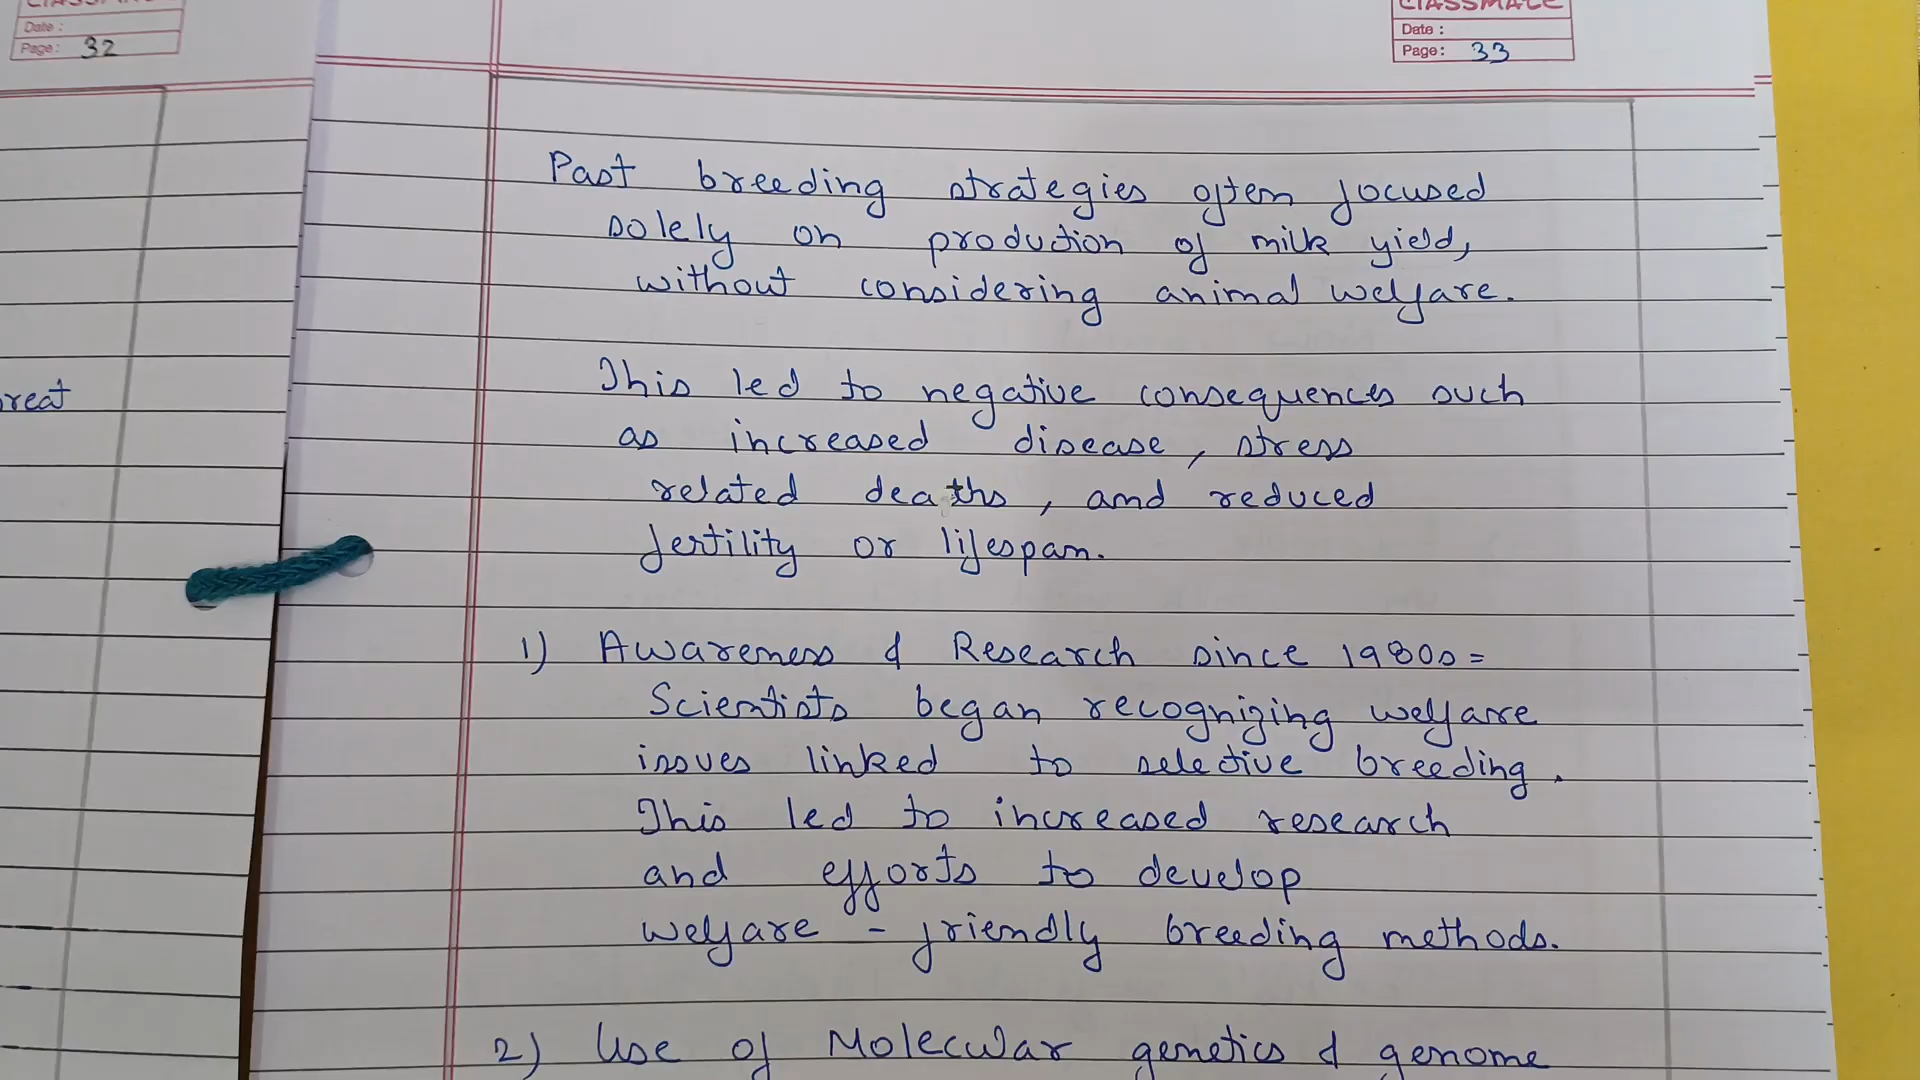 Date :
Page: 32
reat
CLASSMATE
Date :
Page: 33
Past breeding strategies often focused
solely on production of milk yield,
without considering animal welfare.
This led to negative consequences such
as increased disease, stress
related deaths, and reduced
fertility or lifespan.
1) Awareness & Research since 1980s =
Scientists began recognizing welfare
issues linked to selective breeding.
This led to increased research
and efforts to develop
welfare - friendly breeding methods.
2) Use of Molecular genetics & genome